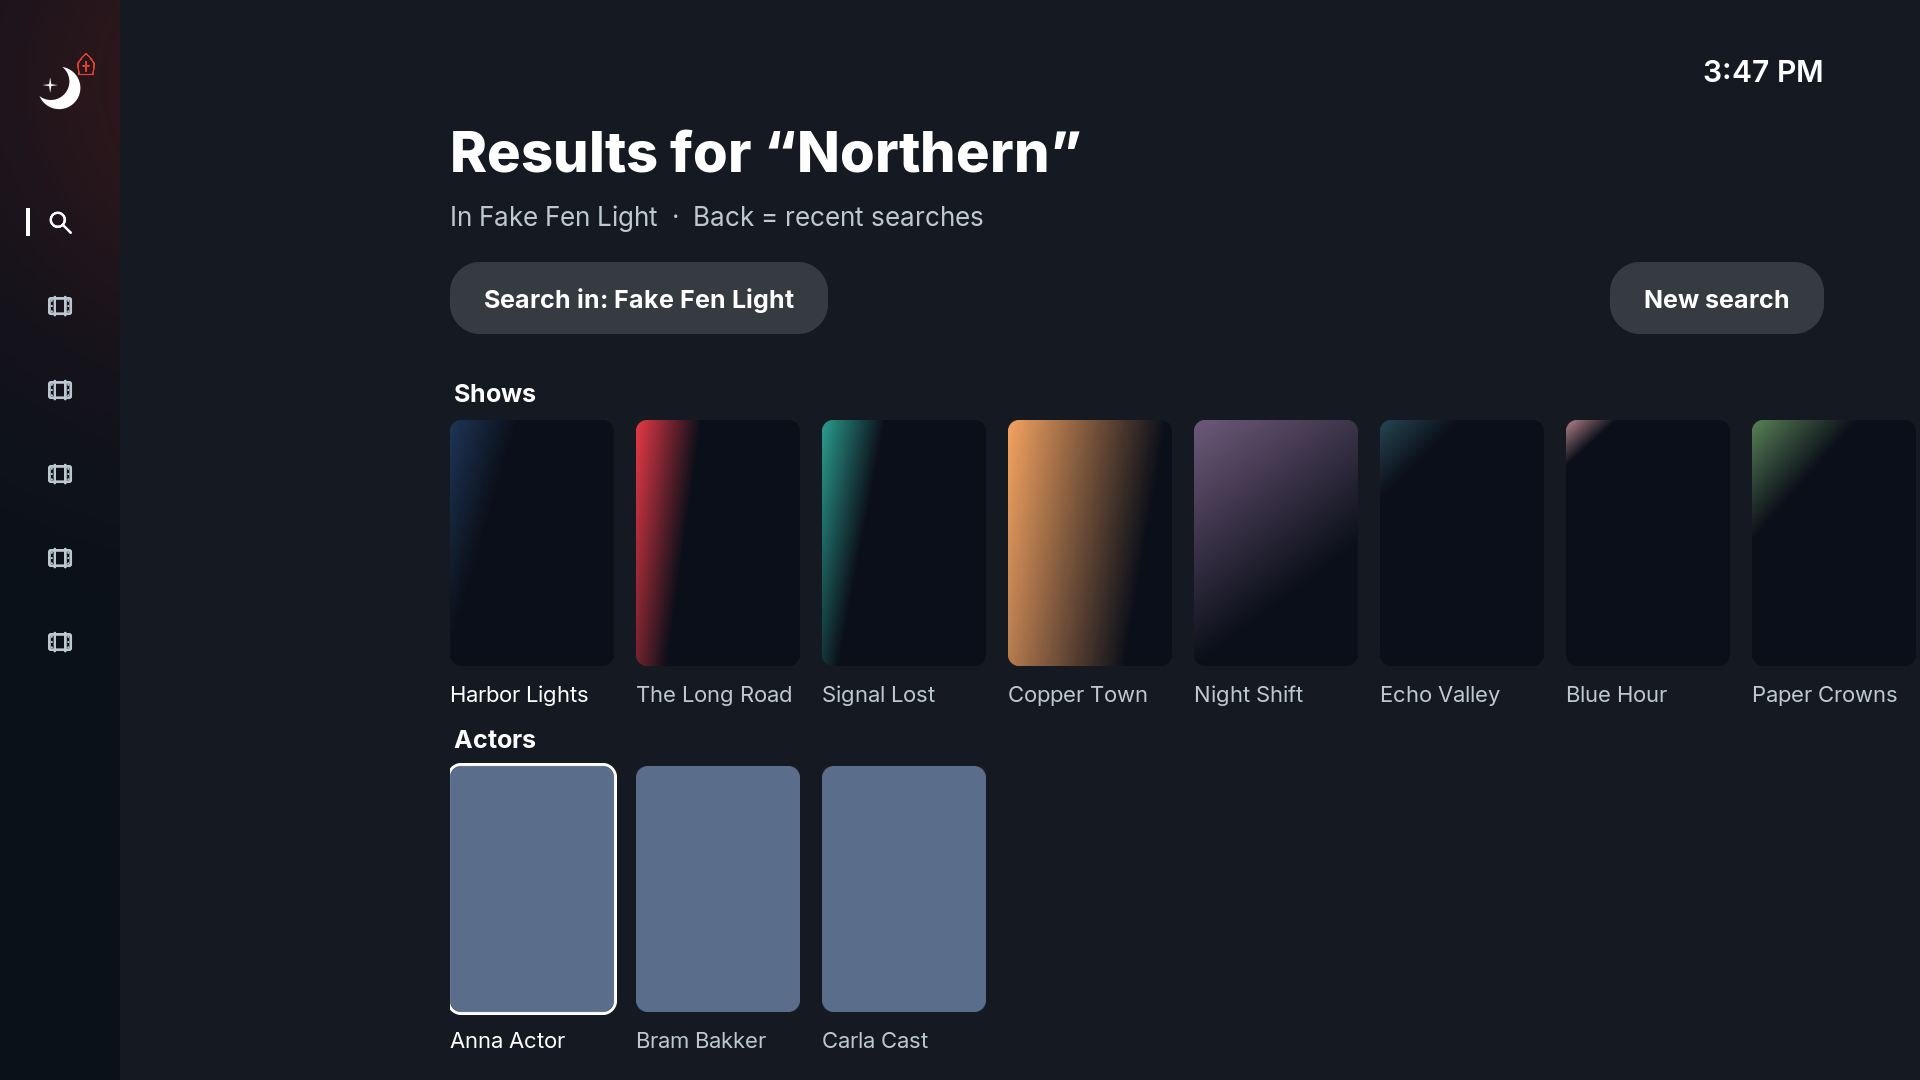 3:47 PM
Results for “Northern”
In Fake Fen Light · Back = recent searches
Search in: Fake Fen Light
New search
Shows
Harbor Lights
The Long Road
Signal Lost
Copper Town
Night Shift
Echo Valley
Blue Hour
Paper Crowns
Actors
Anna Actor
Bram Bakker
Carla Cast